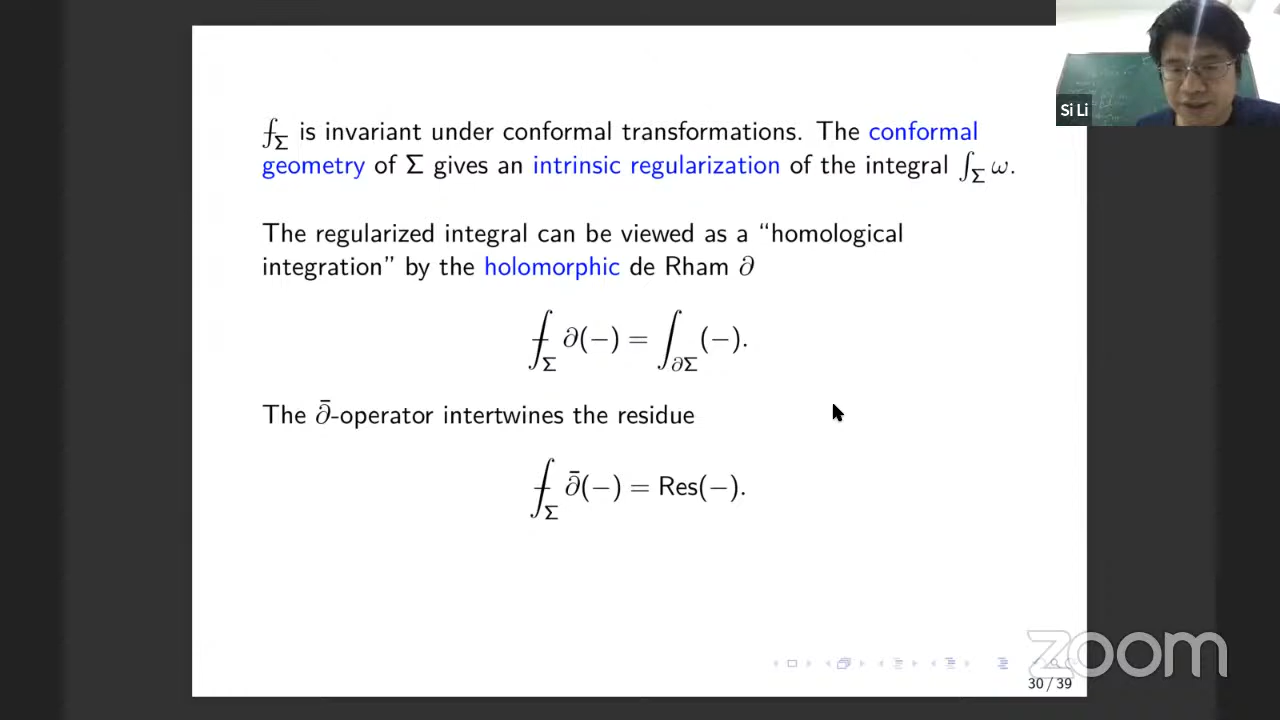 ⨍_Σ is invariant under conformal transformations. The conformal
geometry of Σ gives an intrinsic regularization of the integral ∫_Σ ω.
The regularized integral can be viewed as a “homological
integration” by the holomorphic de Rham ∂
⨍_Σ ∂(−) = ∫_∂Σ (−).
The ∂̄-operator intertwines the residue
⨍_Σ ∂̄(−) = Res(−).
30 / 39
Si Li
zoom